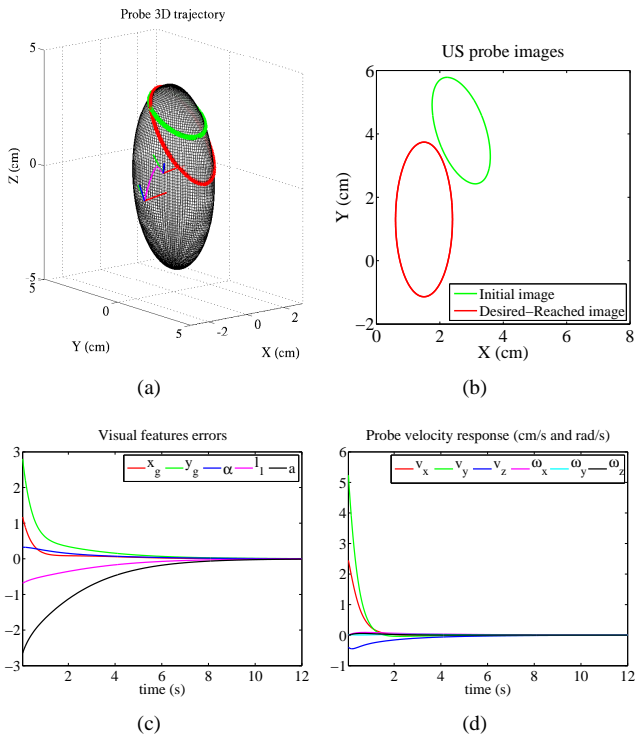 Probe 3D trajectory
5
0
−5
Z (cm)
5
0
5
Y (cm)
−2
0
2
X (cm)
(a)
US probe images
6
4
2
0
−2
Y (cm)
0
2
4
6
8
X (cm)
Initial image
Desired−Reached image
(b)
Visual features errors
x_g y_g α l_l a
3
2
1
0
−1
−2
−3
2 4 6 8 10 12
time (s)
(c)
Probe velocity response (cm/s and rad/s)
v_x v_y v_z ω_x ω_y ω_z
6
5
4
3
2
1
0
−1
0 2 4 6 8 10 12
time (s)
(d)